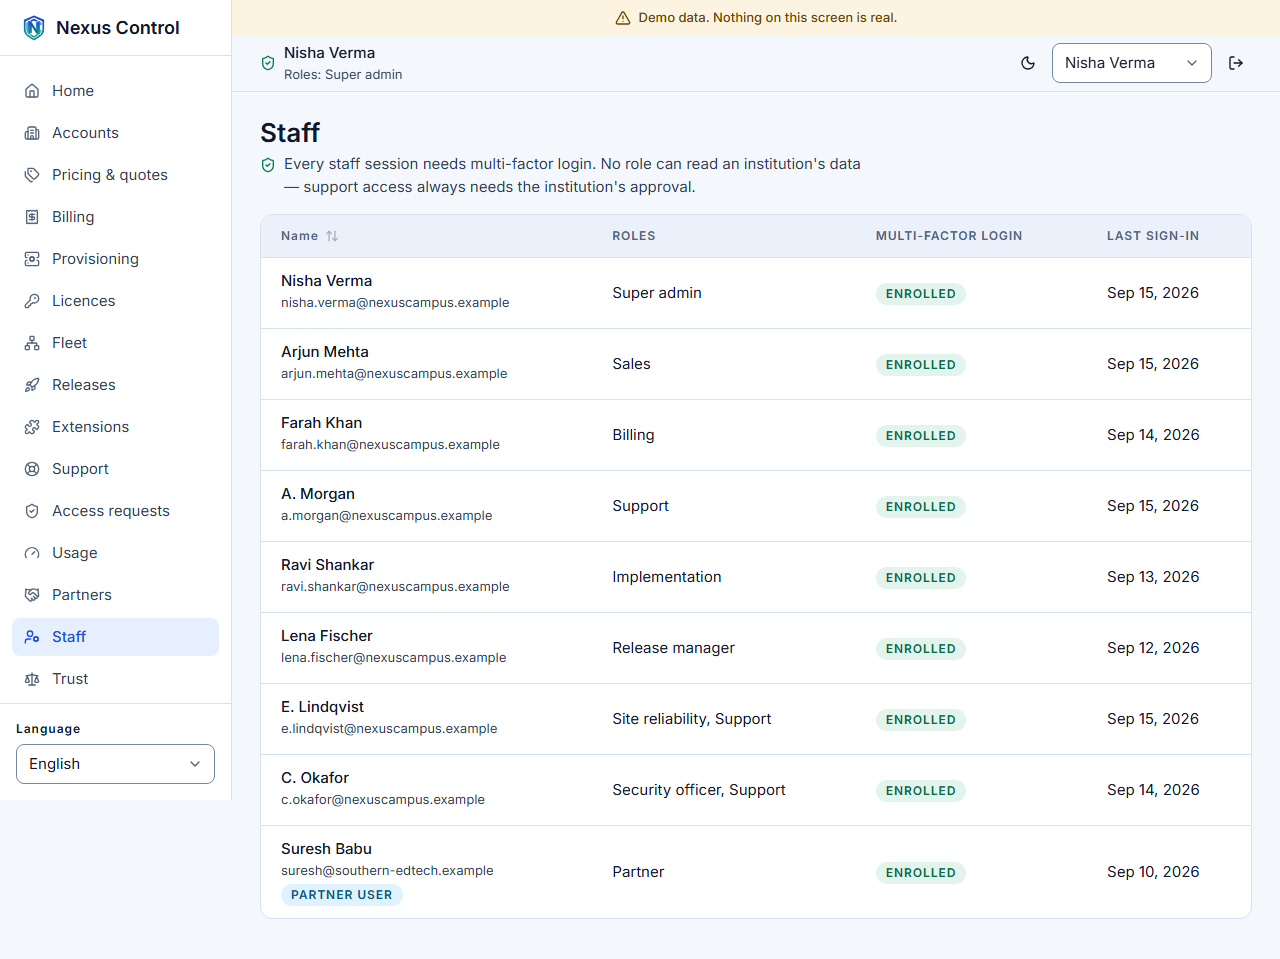 Nexus Control
Demo data. Nothing on this screen is real.
Nisha Verma
Roles: Super admin
Nisha Verma
Home
Accounts
Pricing & quotes
Billing
Provisioning
Licences
Fleet
Releases
Extensions
Support
Access requests
Usage
Partners
Staff
Trust
Language
English
Staff
Every staff session needs multi-factor login. No role can read an institution's data
— support access always needs the institution's approval.
Name ROLES MULTI-FACTOR LOGIN LAST SIGN-IN
Nisha Verma
nisha.verma@nexuscampus.example
Super admin ENROLLED Sep 15, 2026
Arjun Mehta
arjun.mehta@nexuscampus.example
Sales ENROLLED Sep 15, 2026
Farah Khan
farah.khan@nexuscampus.example
Billing ENROLLED Sep 14, 2026
A. Morgan
a.morgan@nexuscampus.example
Support ENROLLED Sep 15, 2026
Ravi Shankar
ravi.shankar@nexuscampus.example
Implementation ENROLLED Sep 13, 2026
Lena Fischer
lena.fischer@nexuscampus.example
Release manager ENROLLED Sep 12, 2026
E. Lindqvist
e.lindqvist@nexuscampus.example
Site reliability, Support ENROLLED Sep 15, 2026
C. Okafor
c.okafor@nexuscampus.example
Security officer, Support ENROLLED Sep 14, 2026
Suresh Babu
suresh@southern-edtech.example
PARTNER USER
Partner ENROLLED Sep 10, 2026